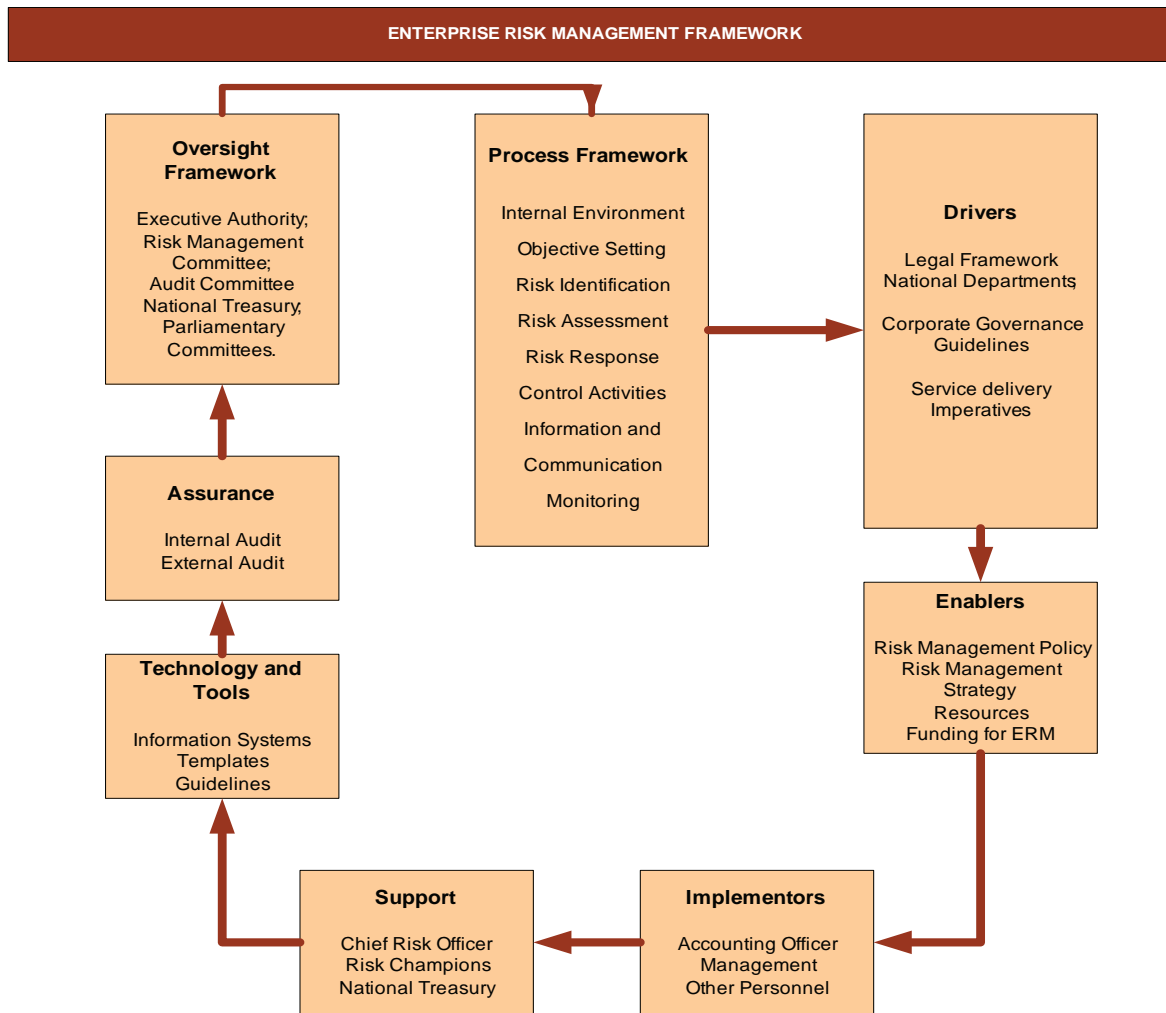 ENTERPRISE RISK MANAGEMENT FRAMEWORK
Oversight
Framework
Executive Authority;
Risk Management
Committee;
Audit Committee
National Treasury;
Parliamentary
Committees.
Process Framework
Internal Environment
Objective Setting
Risk Identification
Risk Assessment
Risk Response
Control Activities
Information and
Communication
Monitoring
Drivers
Legal Framework
National Departments;
Corporate Governance
Guidelines
Service delivery
Imperatives
Assurance
Internal Audit
External Audit
Enablers
Risk Management Policy
Risk Management
Strategy
Resources
Funding for ERM
Technology and
Tools
Information Systems
Templates
Guidelines
Support
Chief Risk Officer
Risk Champions
National Treasury
Implementors
Accounting Officer
Management
Other Personnel